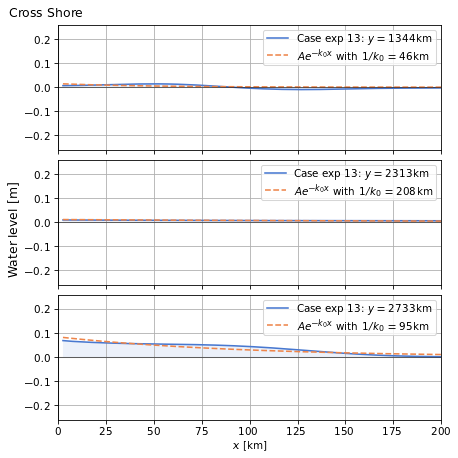 Cross Shore
0.2
0.1
0.0
−0.1
−0.2
Case exp 13: y = 1344km
Ae^{−k₀x} with 1/k₀ = 46km
Water level [m]
0.2
0.1
0.0
−0.1
−0.2
Case exp 13: y = 2313km
Ae^{−k₀x} with 1/k₀ = 208km
0.2
0.1
0.0
−0.1
−0.2
Case exp 13: y = 2733km
Ae^{−k₀x} with 1/k₀ = 95km
0 25 50 75 100 125 150 175 200
x [km]